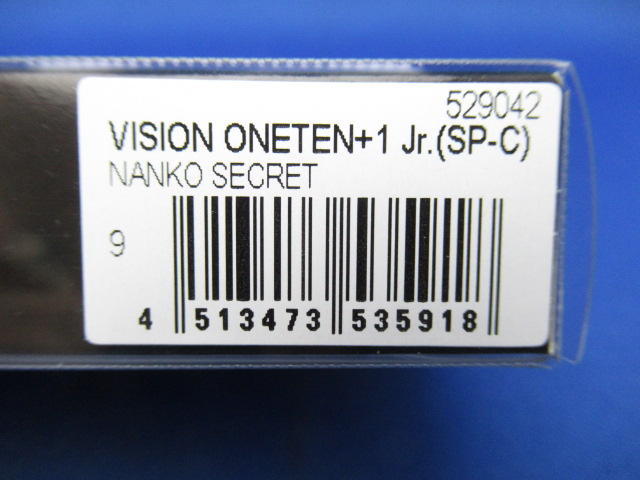 529042
VISION ONETEN+1 Jr.(SP-C)
NANKO SECRET
9
4 513473 535918